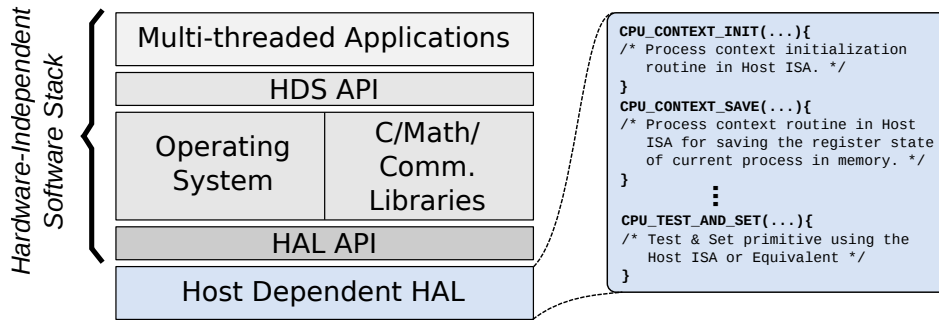 Hardware-Independent
Software Stack
Multi-threaded Applications
HDS API
Operating
System
C/Math/
Comm.
Libraries
HAL API
Host Dependent HAL
CPU_CONTEXT_INIT(...){
/* Process context initialization
routine in Host ISA. */
}
CPU_CONTEXT_SAVE(...){
/* Process context routine in Host
ISA for saving the register state
of current process in memory. */
}
CPU_TEST_AND_SET(...){
/* Test & Set primitive using the
Host ISA or Equivalent */
}